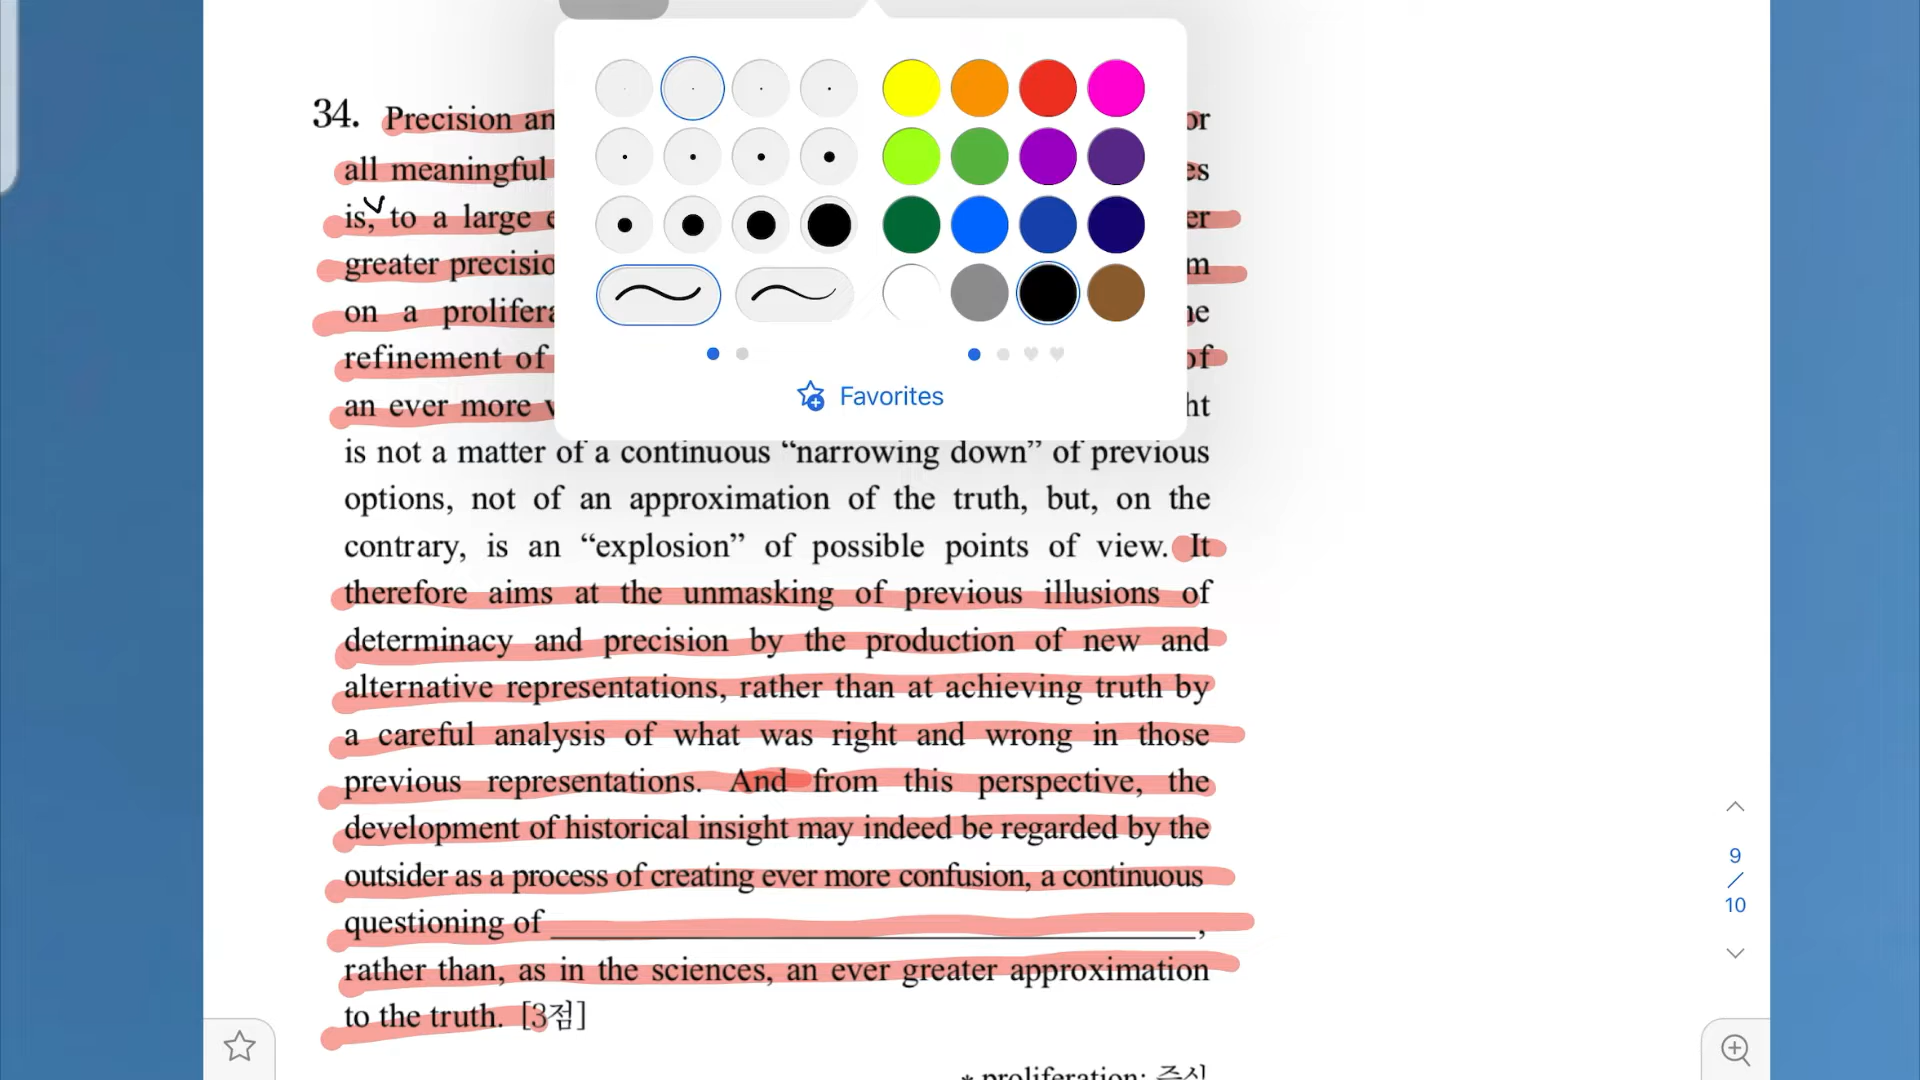 34. Precision an or
all meaningful es
is, to a large er
greater precisio m
on a prolifera he
refinement of of
an ever more ht
is not a matter of a continuous “narrowing down” of previous
options, not of an approximation of the truth, but, on the
contrary, is an “explosion” of possible points of view. It
therefore aims at the unmasking of previous illusions of
determinacy and precision by the production of new and
alternative representations, rather than at achieving truth by
a careful analysis of what was right and wrong in those
previous representations. And from this perspective, the
development of historical insight may indeed be regarded by the
outsider as a process of creating ever more confusion, a continuous
questioning of ,
rather than, as in the sciences, an ever greater approximation
to the truth. [3점]
* proliferation: 증식
Favorites
9
/
10